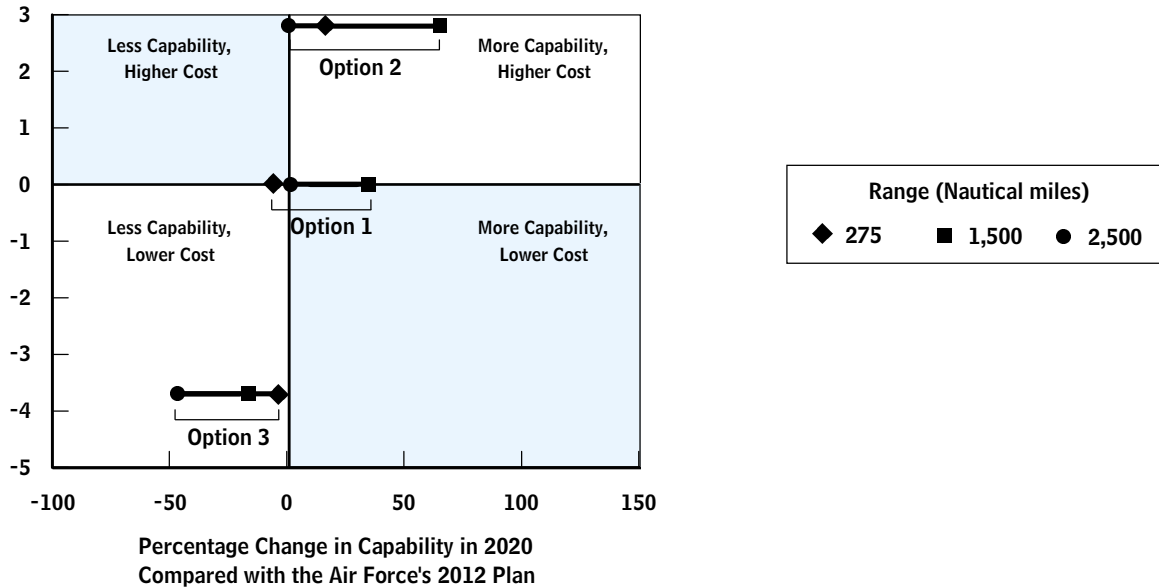 3
Less Capability,
Higher Cost
More Capability,
Higher Cost
Option 2
2
1
0
Option 1
Range (Nautical miles)
275
1,500
2,500
-1
Less Capability,
Lower Cost
More Capability,
Lower Cost
-2
-3
-4
Option 3
-5
-100
-50
0
50
100
150
Percentage Change in Capability in 2020
Compared with the Air Force's 2012 Plan